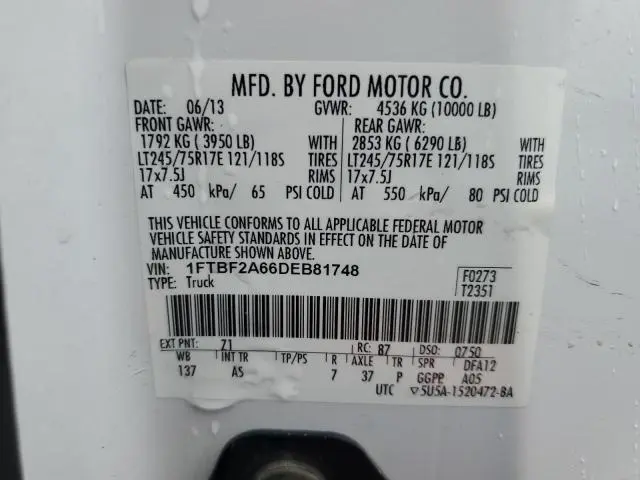 MFD. BY FORD MOTOR CO.
DATE: 06/13 GVWR: 4536 KG (10000 LB)
FRONT GAWR: REAR GAWR:
1792 KG ( 3950 LB) WITH 2853 KG ( 6290 LB) WITH
LT245/75R17E 121/118S TIRES LT245/75R17E 121/118S TIRES
17x7.5J RIMS 17x7.5J RIMS
AT 450 kPa/ 65 PSI COLD AT 550 kPa/ 80 PSI COLD
THIS VEHICLE CONFORMS TO ALL APPLICABLE FEDERAL MOTOR
VEHICLE SAFETY STANDARDS IN EFFECT ON THE DATE OF
MANUFACTURE SHOWN ABOVE.
VIN: 1FTBF2A66DEB81748 F0273
TYPE: Truck T2351
EXT PNT: 71 RC: 87 DSO: 0750
WB INT TR TP/PS R AXLE TR SPR DFA12
137 AS 7 37 P GGPP A05
UTC ▽5U5A-1520472-BA